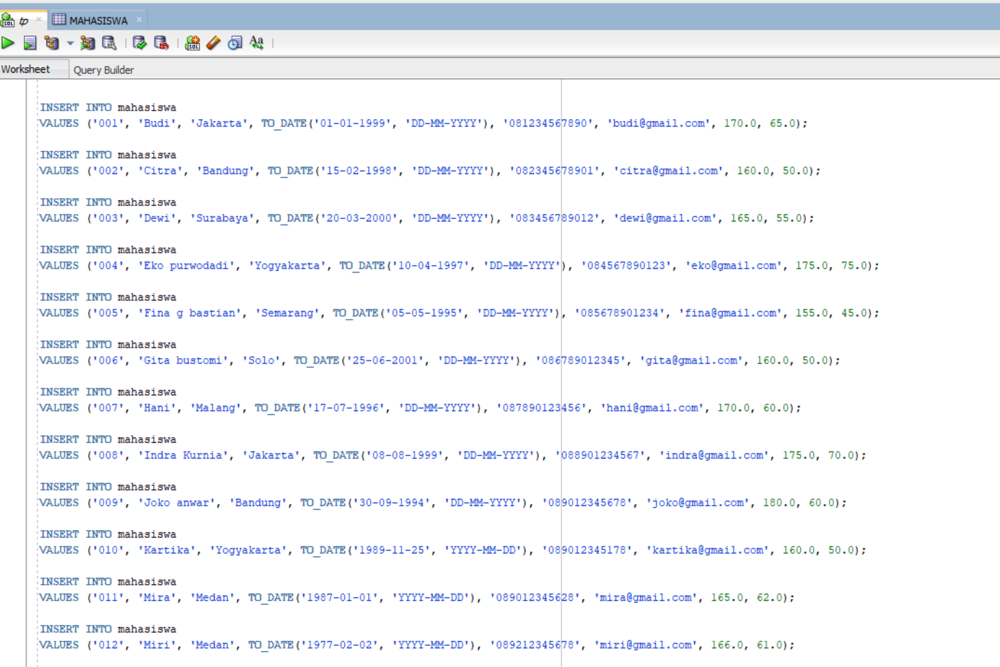 tp
MAHASISWA
Worksheet
Query Builder
INSERT INTO mahasiswa
VALUES ('001', 'Budi', 'Jakarta', TO_DATE('01-01-1999', 'DD-MM-YYYY'), '081234567890', 'budi@gmail.com', 170.0, 65.0);
INSERT INTO mahasiswa
VALUES ('002', 'Citra', 'Bandung', TO_DATE('15-02-1998', 'DD-MM-YYYY'), '082345678901', 'citra@gmail.com', 160.0, 50.0);
INSERT INTO mahasiswa
VALUES ('003', 'Dewi', 'Surabaya', TO_DATE('20-03-2000', 'DD-MM-YYYY'), '083456789012', 'dewi@gmail.com', 165.0, 55.0);
INSERT INTO mahasiswa
VALUES ('004', 'Eko purwodadi', 'Yogyakarta', TO_DATE('10-04-1997', 'DD-MM-YYYY'), '084567890123', 'eko@gmail.com', 175.0, 75.0);
INSERT INTO mahasiswa
VALUES ('005', 'Fina g bastian', 'Semarang', TO_DATE('05-05-1995', 'DD-MM-YYYY'), '085678901234', 'fina@gmail.com', 155.0, 45.0);
INSERT INTO mahasiswa
VALUES ('006', 'Gita bustomi', 'Solo', TO_DATE('25-06-2001', 'DD-MM-YYYY'), '086789012345', 'gita@gmail.com', 160.0, 50.0);
INSERT INTO mahasiswa
VALUES ('007', 'Hani', 'Malang', TO_DATE('17-07-1996', 'DD-MM-YYYY'), '087890123456', 'hani@gmail.com', 170.0, 60.0);
INSERT INTO mahasiswa
VALUES ('008', 'Indra Kurnia', 'Jakarta', TO_DATE('08-08-1999', 'DD-MM-YYYY'), '088901234567', 'indra@gmail.com', 175.0, 70.0);
INSERT INTO mahasiswa
VALUES ('009', 'Joko anwar', 'Bandung', TO_DATE('30-09-1994', 'DD-MM-YYYY'), '089012345678', 'joko@gmail.com', 180.0, 60.0);
INSERT INTO mahasiswa
VALUES ('010', 'Kartika', 'Yogyakarta', TO_DATE('1989-11-25', 'YYYY-MM-DD'), '089012345178', 'kartika@gmail.com', 160.0, 50.0);
INSERT INTO mahasiswa
VALUES ('011', 'Mira', 'Medan', TO_DATE('1987-01-01', 'YYYY-MM-DD'), '089012345628', 'mira@gmail.com', 165.0, 62.0);
INSERT INTO mahasiswa
VALUES ('012', 'Miri', 'Medan', TO_DATE('1977-02-02', 'YYYY-MM-DD'), '089212345678', 'miri@gmail.com', 166.0, 61.0);